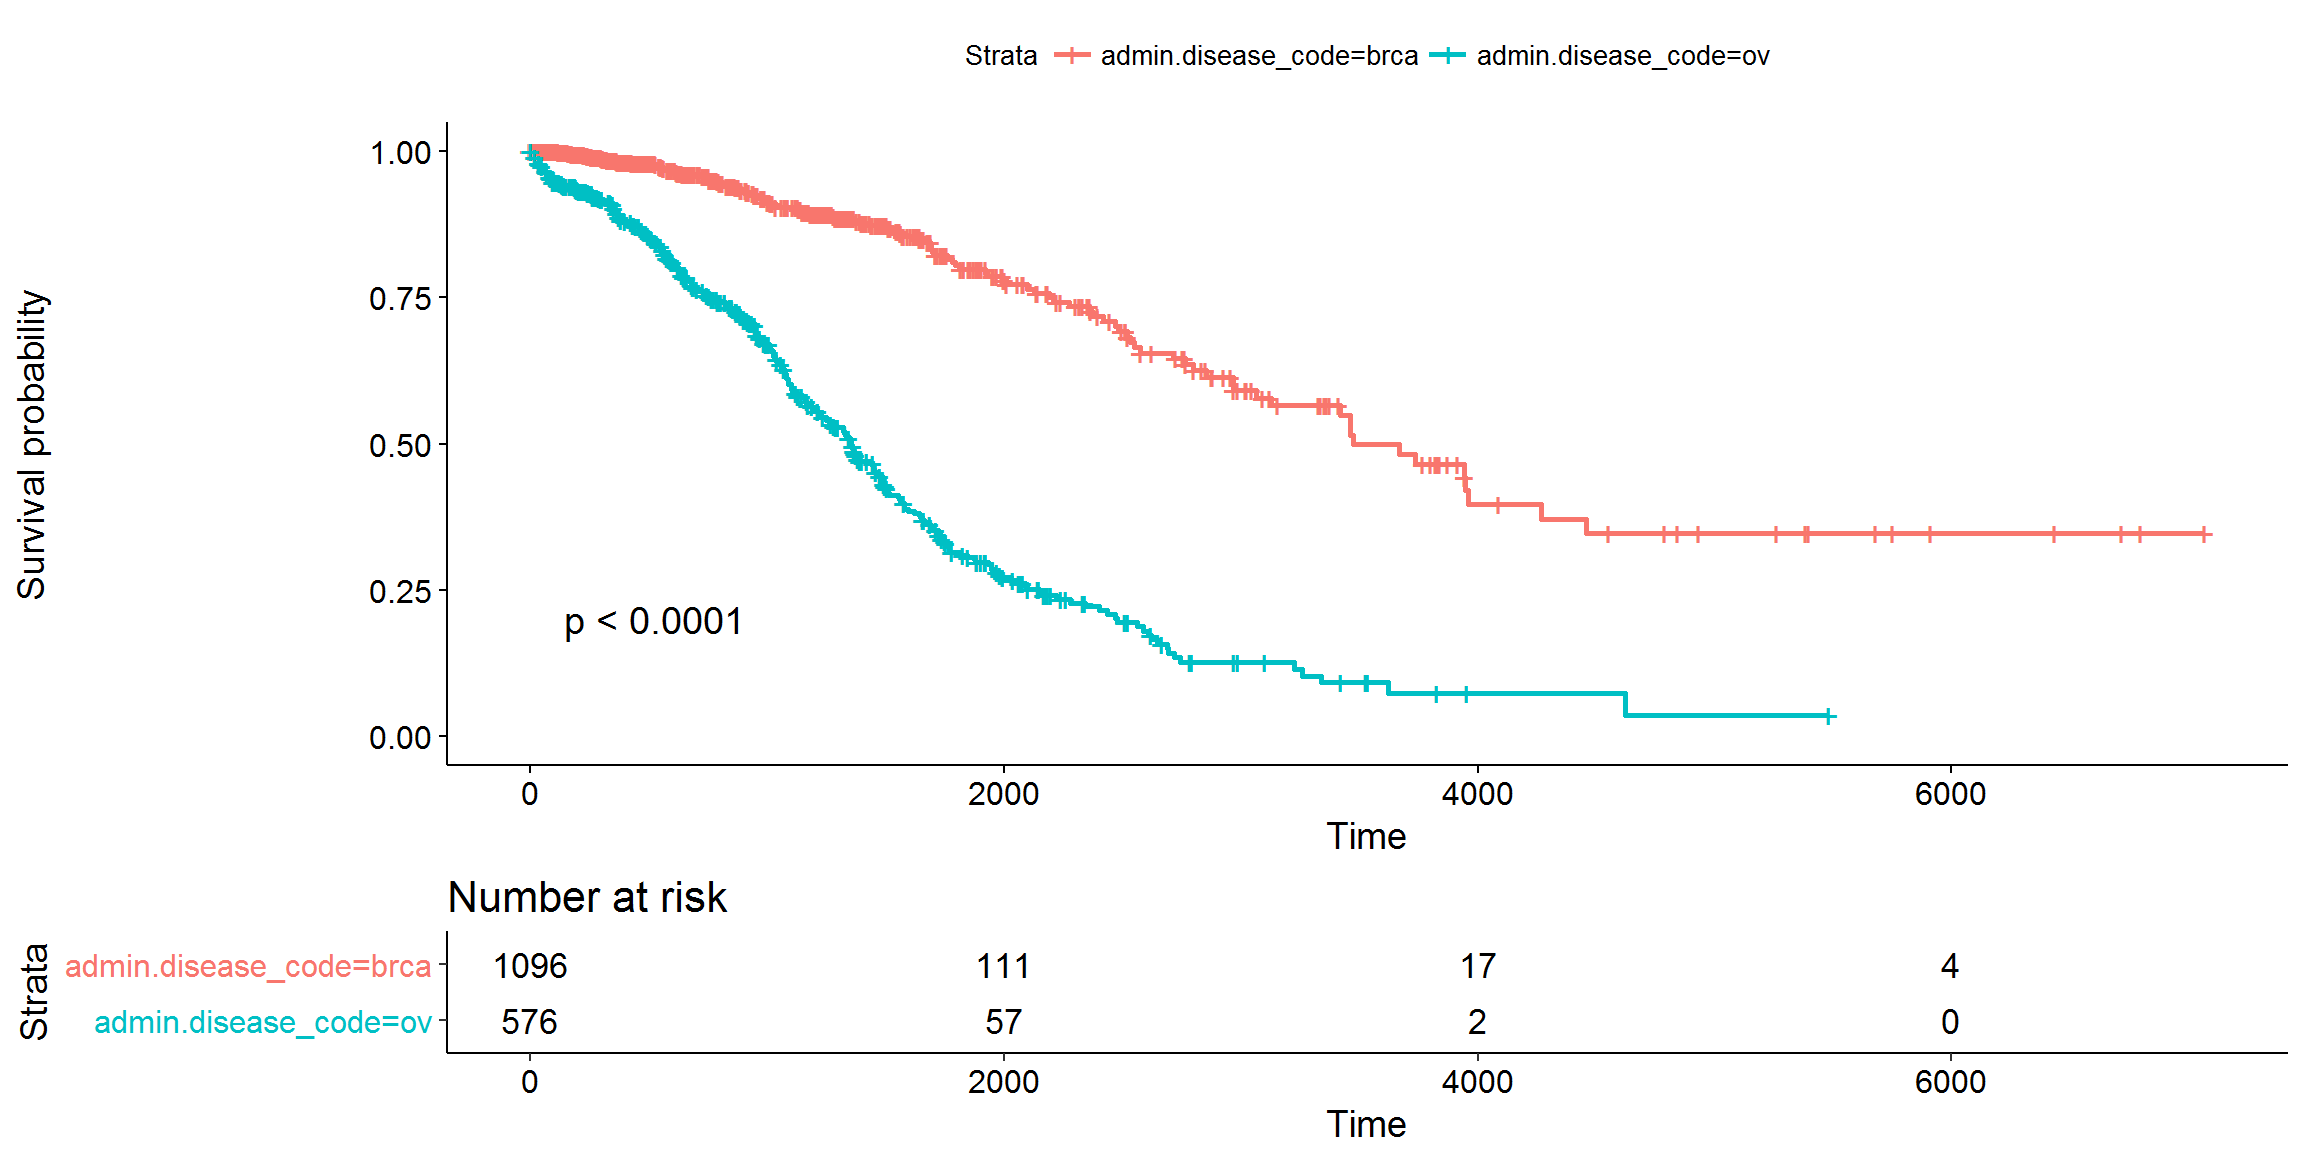 Strata admin.disease_code=brca admin.disease_code=ov
1.00
0.75
0.50
0.25
0.00
Survival probability
p < 0.0001
0 2000 4000 6000
Time
Number at risk
Strata
admin.disease_code=brca 1096 111 17 4
admin.disease_code=ov 576 57 2 0
0 2000 4000 6000
Time